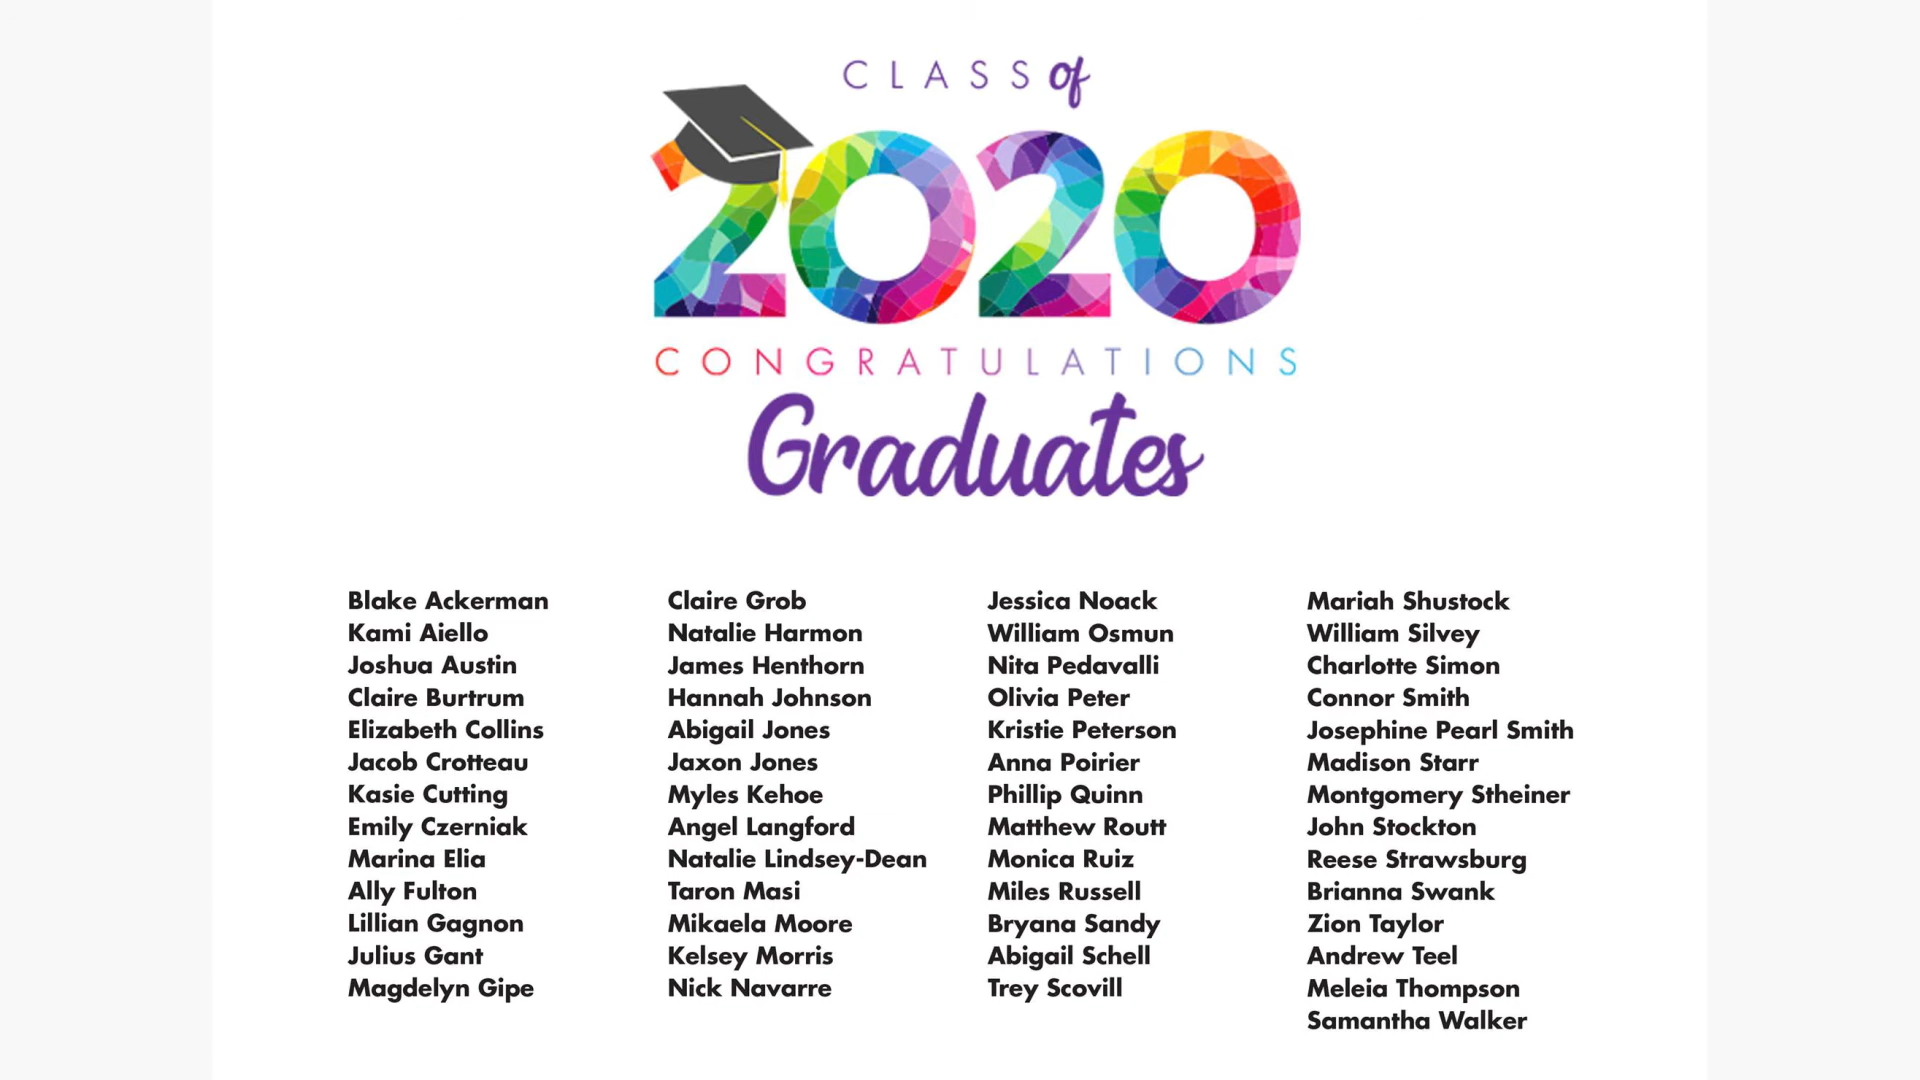 CLASS of
2020
CONGRATULATIONS
Graduates
Blake Ackerman
Kami Aiello
Joshua Austin
Claire Burtrum
Elizabeth Collins
Jacob Crotteau
Kasie Cutting
Emily Czerniak
Marina Elia
Ally Fulton
Lillian Gagnon
Julius Gant
Magdelyn Gipe
Claire Grob
Natalie Harmon
James Henthorn
Hannah Johnson
Abigail Jones
Jaxon Jones
Myles Kehoe
Angel Langford
Natalie Lindsey-Dean
Taron Masi
Mikaela Moore
Kelsey Morris
Nick Navarre
Jessica Noack
William Osmun
Nita Pedavalli
Olivia Peter
Kristie Peterson
Anna Poirier
Phillip Quinn
Matthew Routt
Monica Ruiz
Miles Russell
Bryana Sandy
Abigail Schell
Trey Scovill
Mariah Shustock
William Silvey
Charlotte Simon
Connor Smith
Josephine Pearl Smith
Madison Starr
Montgomery Stheiner
John Stockton
Reese Strawsburg
Brianna Swank
Zion Taylor
Andrew Teel
Meleia Thompson
Samantha Walker